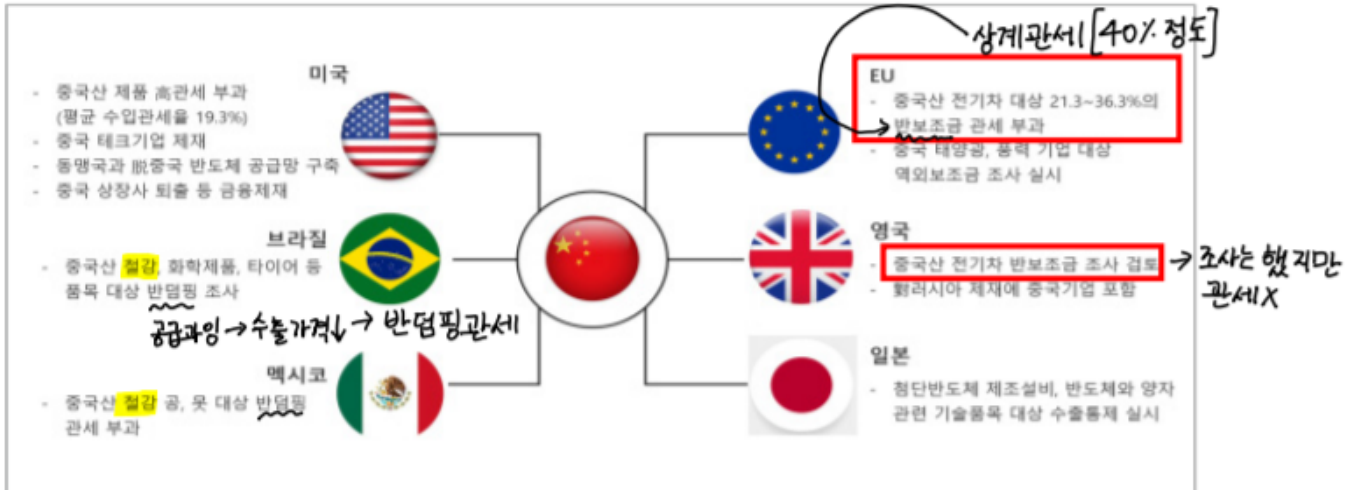 상계관세 [40% 정도]
미국
- 중국산 제품 高관세 부과
(평균 수입관세율 19.3%)
- 중국 테크기업 제재
- 동맹국과 脫중국 반도체 공급망 구축
- 중국 상장사 퇴출 등 금융제재
브라질
- 중국산 철강, 화학제품, 타이어 등
품목 대상 반덤핑 조사
공급과잉 → 수출가격↓ → 반덤핑관세
멕시코
- 중국산 철강 공, 못 대상 반덤핑
관세 부과
EU
- 중국산 전기차 대상 21.3~36.3%의
반보조금 관세 부과
- 중국 태양광, 풍력 기업 대상
역외보조금 조사 실시
영국
- 중국산 전기차 반보조금 조사 검토
→ 조사는 했지만
관세X
- 對러시아 제재에 중국기업 포함
일본
- 첨단반도체 제조설비, 반도체와 양자
관련 기술품목 대상 수출통제 실시